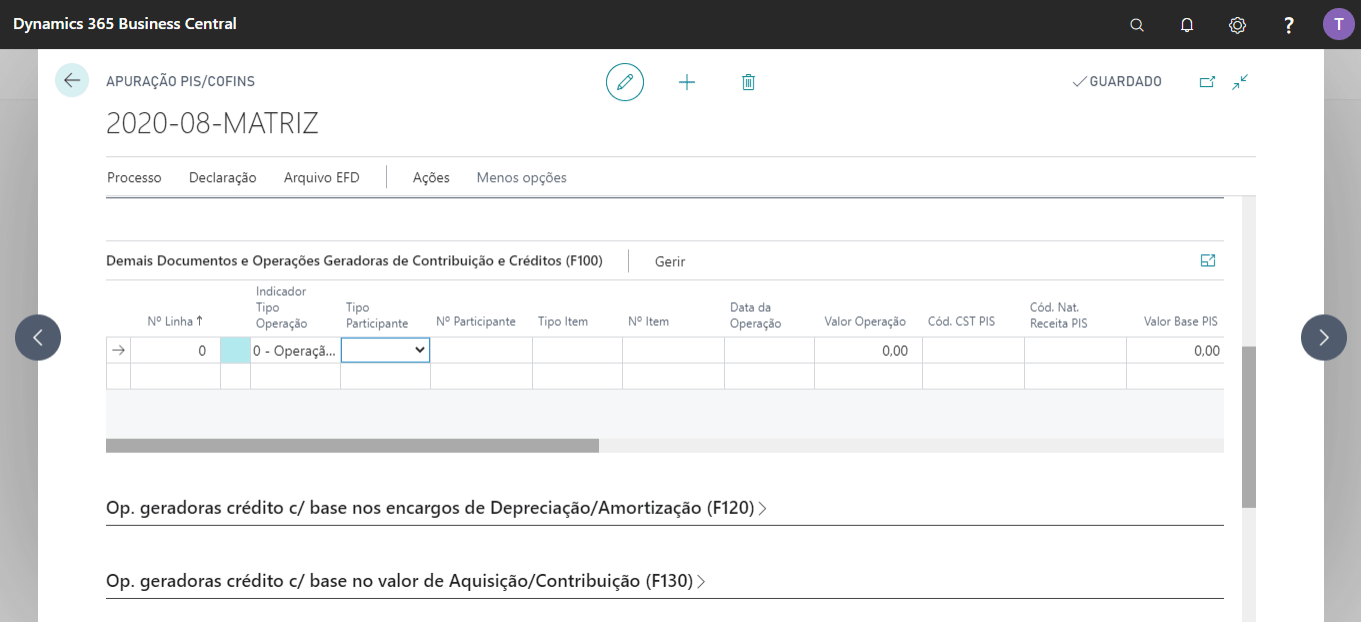 Dynamics 365 Business Central
?
T
APURAÇÃO PIS/COFINS
GUARDADO
2020-08-MATRIZ
Processo Declaração Arquivo EFD Ações Menos opções
Demais Documentos e Operações Geradoras de Contribuição e Créditos (F100) Gerir
Nº Linha ↑
Indicador
Tipo
Operação
Tipo
Participante
Nº Participante
Tipo Item
Nº Item
Data da
Operação
Valor Operação
Cód. CST PIS
Cód. Nat.
Receita PIS
Valor Base PIS
0 0 - Operaçã... 0,00 0,00
Op. geradoras crédito c/ base nos encargos de Depreciação/Amortização (F120)
Op. geradoras crédito c/ base no valor de Aquisição/Contribuição (F130)